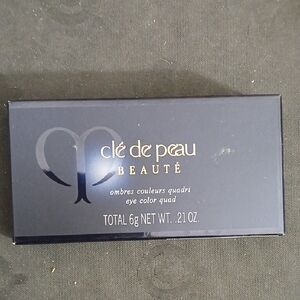 clé de peau
BEAUTÉ
ombres couleurs quadri
eye color quad
TOTAL 6g NET WT. .21 OZ.